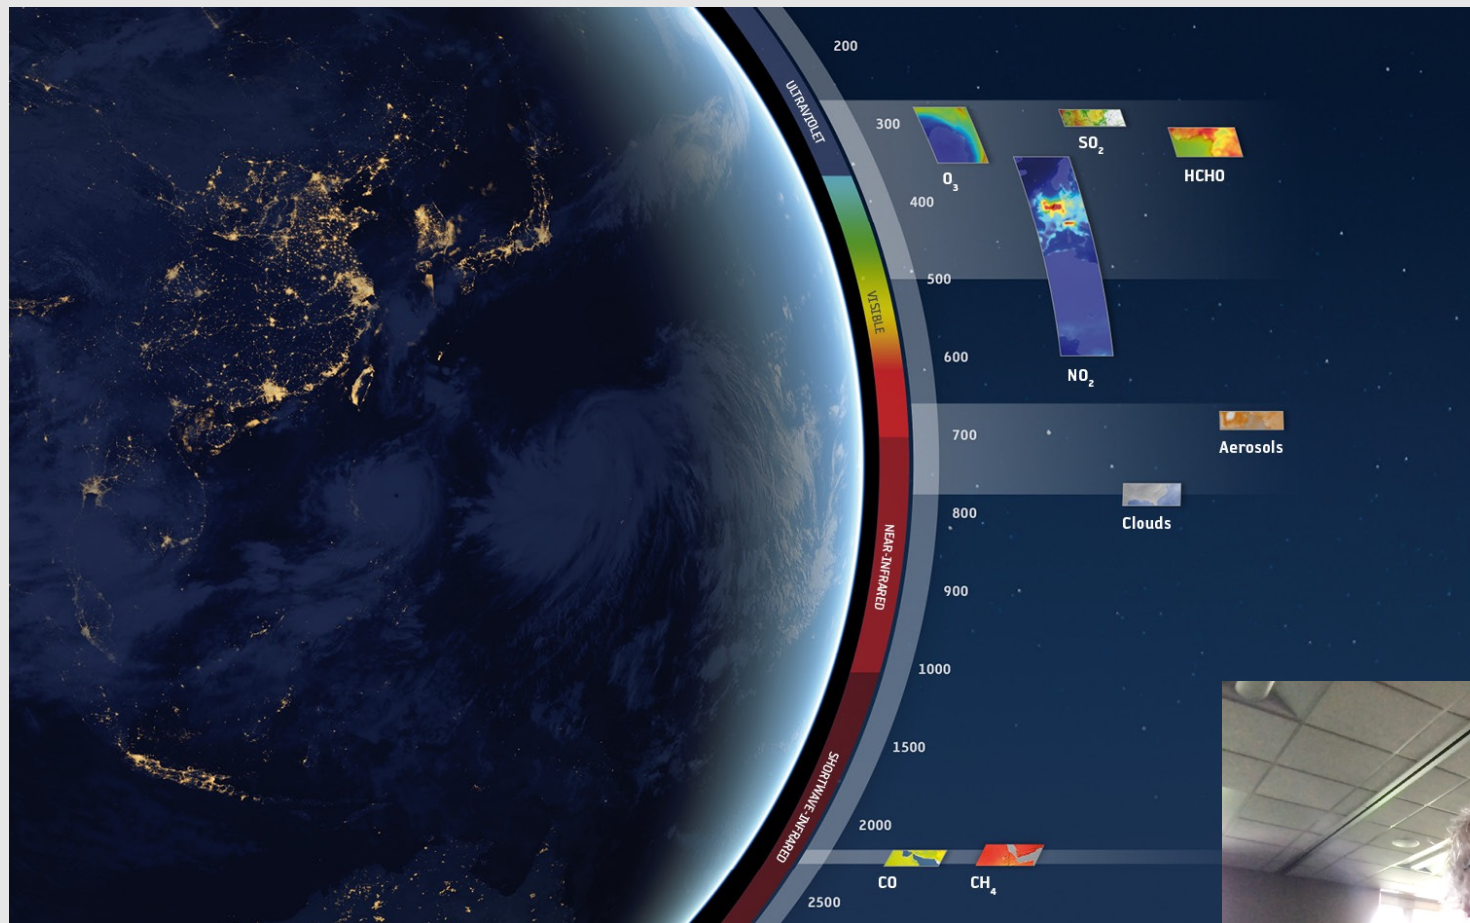 200
ULTRAVIOLET
300
O₃
SO₂
HCHO
400
500
VISIBLE
600
NO₂
700
Aerosols
800
Clouds
NEAR-INFRARED
900
1000
1500
SHORTWAVE-INFRARED
2000
CO
CH₄
2500